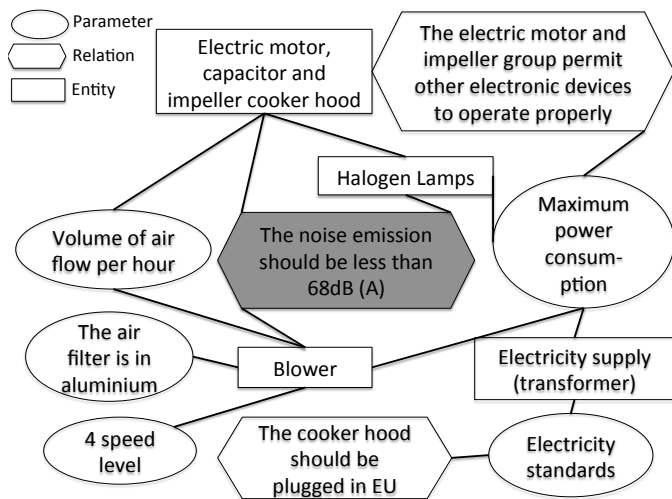 Parameter
Relation
Entity
Electric motor,
capacitor and
impeller cooker hood
The electric motor and
impeller group permit
other electronic devices
to operate properly
Halogen Lamps
Volume of air
flow per hour
The noise emission
should be less than
68dB (A)
Maximum
power
consum-
ption
The air
filter is in
aluminium
Blower
Electricity supply
(transformer)
4 speed
level
The cooker hood
should be
plugged in EU
Electricity
standards